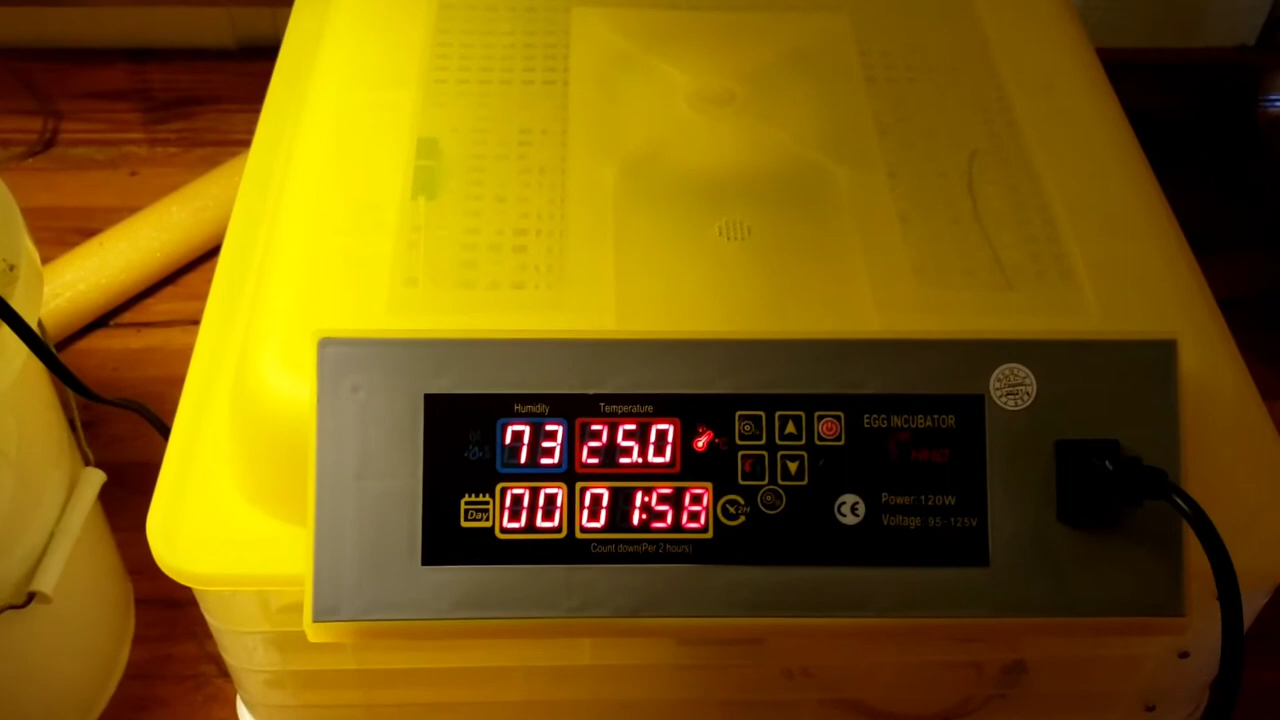 Humidity Temperature
73 25.0
EGG INCUBATOR
Day 00 01:58 2H
CE
Power:120W
Voltage: 95-125V
Count down(Per 2 hours)